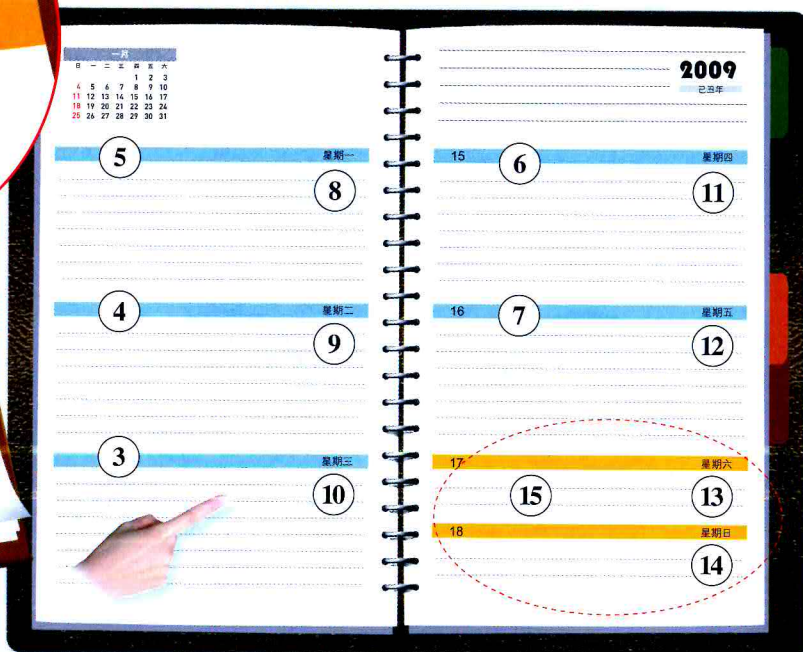 一月
日 一 二 三 四 五 六
1 2 3
4 5 6 7 8 9 10
11 12 13 14 15 16 17
18 19 20 21 22 23 24
25 26 27 28 29 30 31
5 星期一
8
4 星期二
9
3 星期三
10
2009
己丑年
15 6 星期四
11
16 7 星期五
12
17 星期六
15 13
18 星期日
14